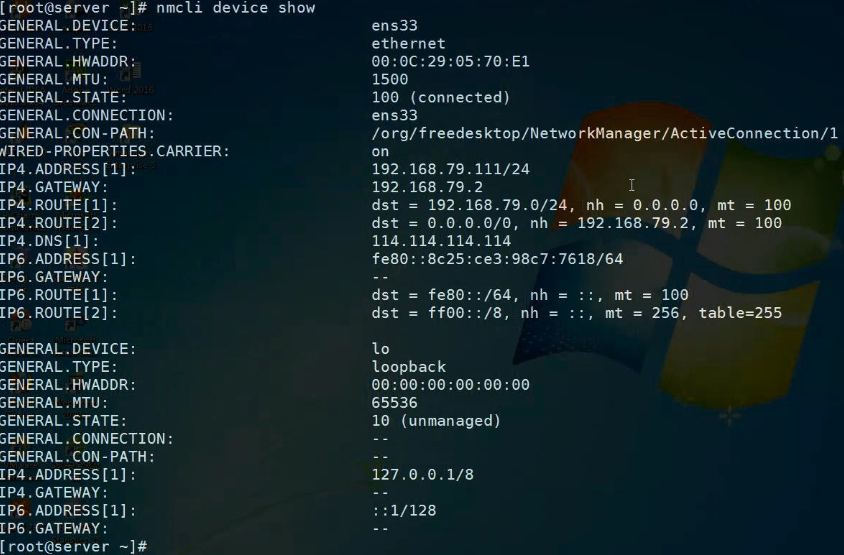 [root@server ~]# nmcli device show
GENERAL.DEVICE: ens33
GENERAL.TYPE: ethernet
GENERAL.HWADDR: 00:0C:29:05:70:E1
GENERAL.MTU: 1500
GENERAL.STATE: 100 (connected)
GENERAL.CONNECTION: ens33
GENERAL.CON-PATH: /org/freedesktop/NetworkManager/ActiveConnection/1
WIRED-PROPERTIES.CARRIER: on
IP4.ADDRESS[1]: 192.168.79.111/24
IP4.GATEWAY: 192.168.79.2
IP4.ROUTE[1]: dst = 192.168.79.0/24, nh = 0.0.0.0, mt = 100
IP4.ROUTE[2]: dst = 0.0.0.0/0, nh = 192.168.79.2, mt = 100
IP4.DNS[1]: 114.114.114.114
IP6.ADDRESS[1]: fe80::8c25:ce3:98c7:7618/64
IP6.GATEWAY: --
IP6.ROUTE[1]: dst = fe80::/64, nh = ::, mt = 100
IP6.ROUTE[2]: dst = ff00::/8, nh = ::, mt = 256, table=255
GENERAL.DEVICE: lo
GENERAL.TYPE: loopback
GENERAL.HWADDR: 00:00:00:00:00:00
GENERAL.MTU: 65536
GENERAL.STATE: 10 (unmanaged)
GENERAL.CONNECTION: --
GENERAL.CON-PATH: --
IP4.ADDRESS[1]: 127.0.0.1/8
IP4.GATEWAY: --
IP6.ADDRESS[1]: ::1/128
IP6.GATEWAY: --
[root@server ~]#